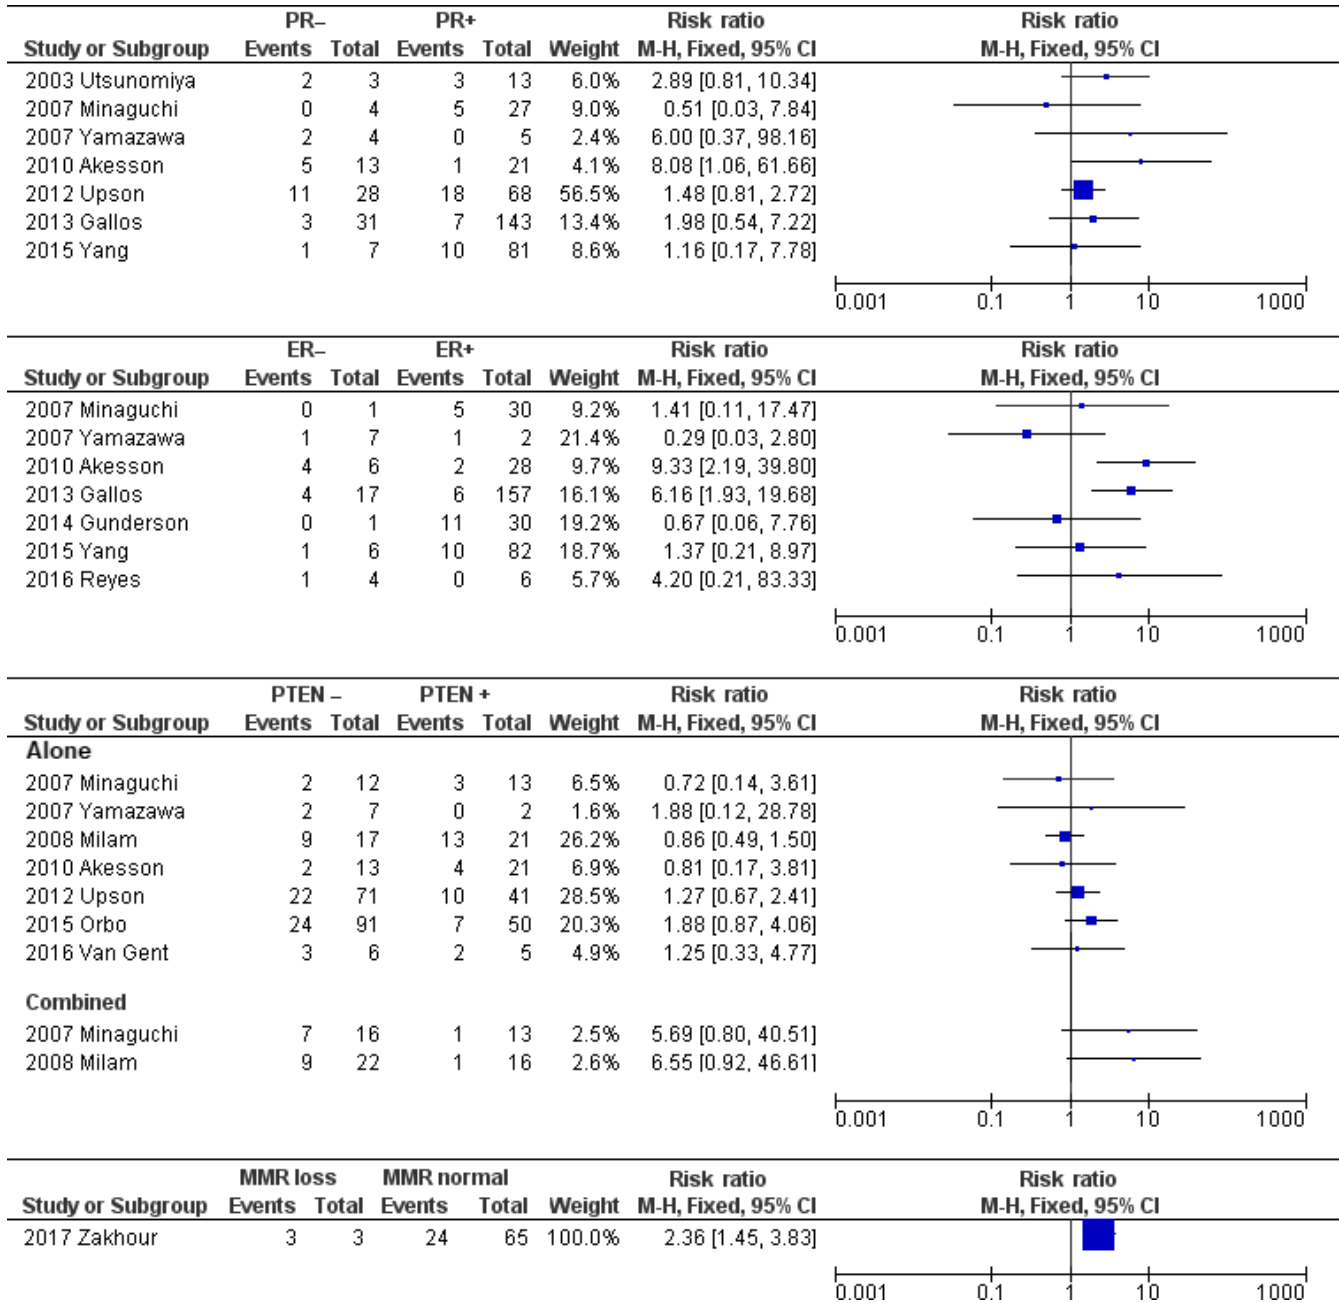 PR– PR+ Risk ratio Risk ratio
Study or Subgroup Events Total Events Total Weight M-H, Fixed, 95% CI M-H, Fixed, 95% CI
2003 Utsunomiya 2 3 3 13 6.0% 2.89 [0.81, 10.34]
2007 Minaguchi 0 4 5 27 9.0% 0.51 [0.03, 7.84]
2007 Yamazawa 2 4 0 5 2.4% 6.00 [0.37, 98.16]
2010 Akesson 5 13 1 21 4.1% 8.08 [1.06, 61.66]
2012 Upson 11 28 18 68 56.5% 1.48 [0.81, 2.72]
2013 Gallos 3 31 7 143 13.4% 1.98 [0.54, 7.22]
2015 Yang 1 7 10 81 8.6% 1.16 [0.17, 7.78]
0.001 0.1 1 10 1000
ER– ER+ Risk ratio Risk ratio
Study or Subgroup Events Total Events Total Weight M-H, Fixed, 95% CI M-H, Fixed, 95% CI
2007 Minaguchi 0 1 5 30 9.2% 1.41 [0.11, 17.47]
2007 Yamazawa 1 7 1 2 21.4% 0.29 [0.03, 2.80]
2010 Akesson 4 6 2 28 9.7% 9.33 [2.19, 39.80]
2013 Gallos 4 17 6 157 16.1% 6.16 [1.93, 19.68]
2014 Gunderson 0 1 11 30 19.2% 0.67 [0.06, 7.76]
2015 Yang 1 6 10 82 18.7% 1.37 [0.21, 8.97]
2016 Reyes 1 4 0 6 5.7% 4.20 [0.21, 83.33]
0.001 0.1 1 10 1000
PTEN – PTEN + Risk ratio Risk ratio
Study or Subgroup Events Total Events Total Weight M-H, Fixed, 95% CI M-H, Fixed, 95% CI
Alone
2007 Minaguchi 2 12 3 13 6.5% 0.72 [0.14, 3.61]
2007 Yamazawa 2 7 0 2 1.6% 1.88 [0.12, 28.78]
2008 Milam 9 17 13 21 26.2% 0.86 [0.49, 1.50]
2010 Akesson 2 13 4 21 6.9% 0.81 [0.17, 3.81]
2012 Upson 22 71 10 41 28.5% 1.27 [0.67, 2.41]
2015 Orbo 24 91 7 50 20.3% 1.88 [0.87, 4.06]
2016 Van Gent 3 6 2 5 4.9% 1.25 [0.33, 4.77]
Combined
2007 Minaguchi 7 16 1 13 2.5% 5.69 [0.80, 40.51]
2008 Milam 9 22 1 16 2.6% 6.55 [0.92, 46.61]
0.001 0.1 1 10 1000
MMR loss MMR normal Risk ratio Risk ratio
Study or Subgroup Events Total Events Total Weight M-H, Fixed, 95% CI M-H, Fixed, 95% CI
2017 Zakhour 3 3 24 65 100.0% 2.36 [1.45, 3.83]
0.001 0.1 1 10 1000